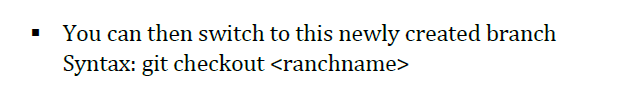 ▪ You can then switch to this newly created branch
Syntax: git checkout <ranchname>